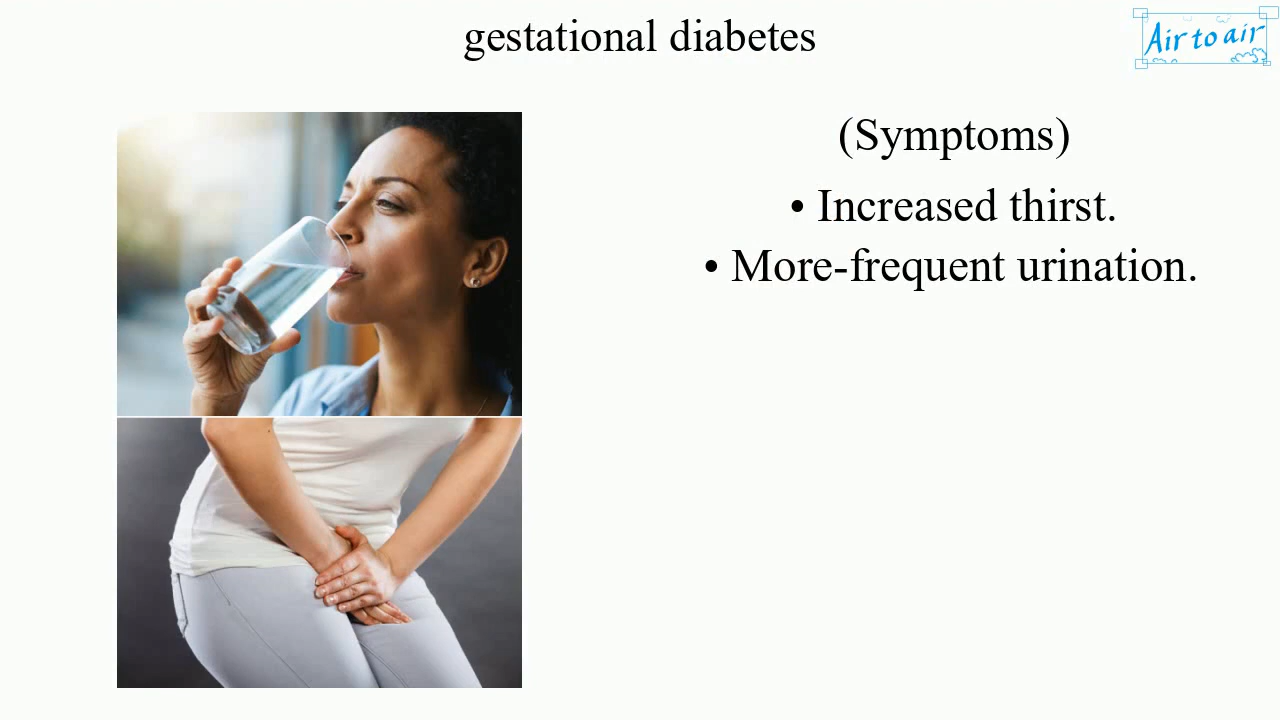 gestational diabetes
Air to air
(Symptoms)
• Increased thirst.
• More-frequent urination.